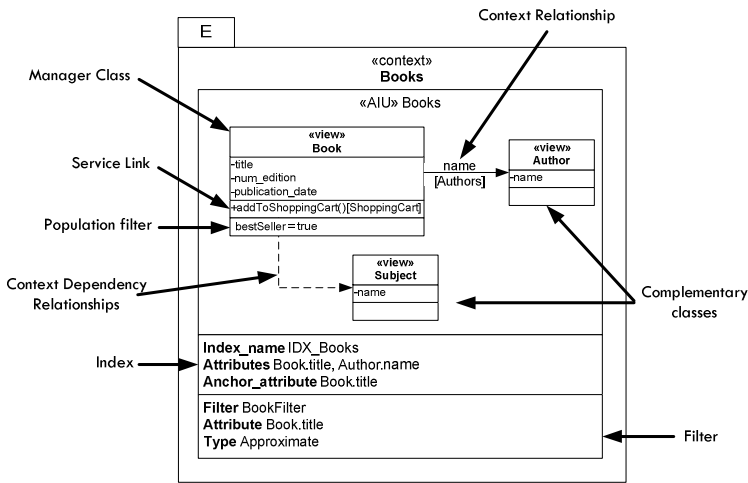 Context Relationship
E
«context»
Books
Manager Class
«AIU» Books
«view»
Book
-title
-num_edition
-publication_date
+addToShoppingCart()[ShoppingCart]
bestSeller=true
name
[Authors]
«view»
Author
-name
Service Link
Population filter
Context Dependency
Relationships
«view»
Subject
-name
Complementary
classes
Index
Index_name IDX_Books
Attributes Book.title, Author.name
Anchor_attribute Book.title
Filter BookFilter
Attribute Book.title
Type Approximate
Filter